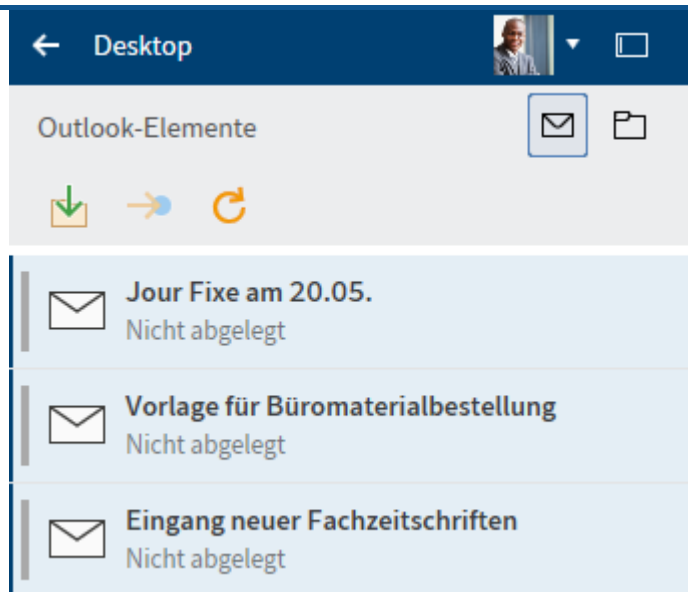 Desktop
Outlook-Elemente
Jour Fixe am 20.05.
Nicht abgelegt
Vorlage für Büromaterialbestellung
Nicht abgelegt
Eingang neuer Fachzeitschriften
Nicht abgelegt